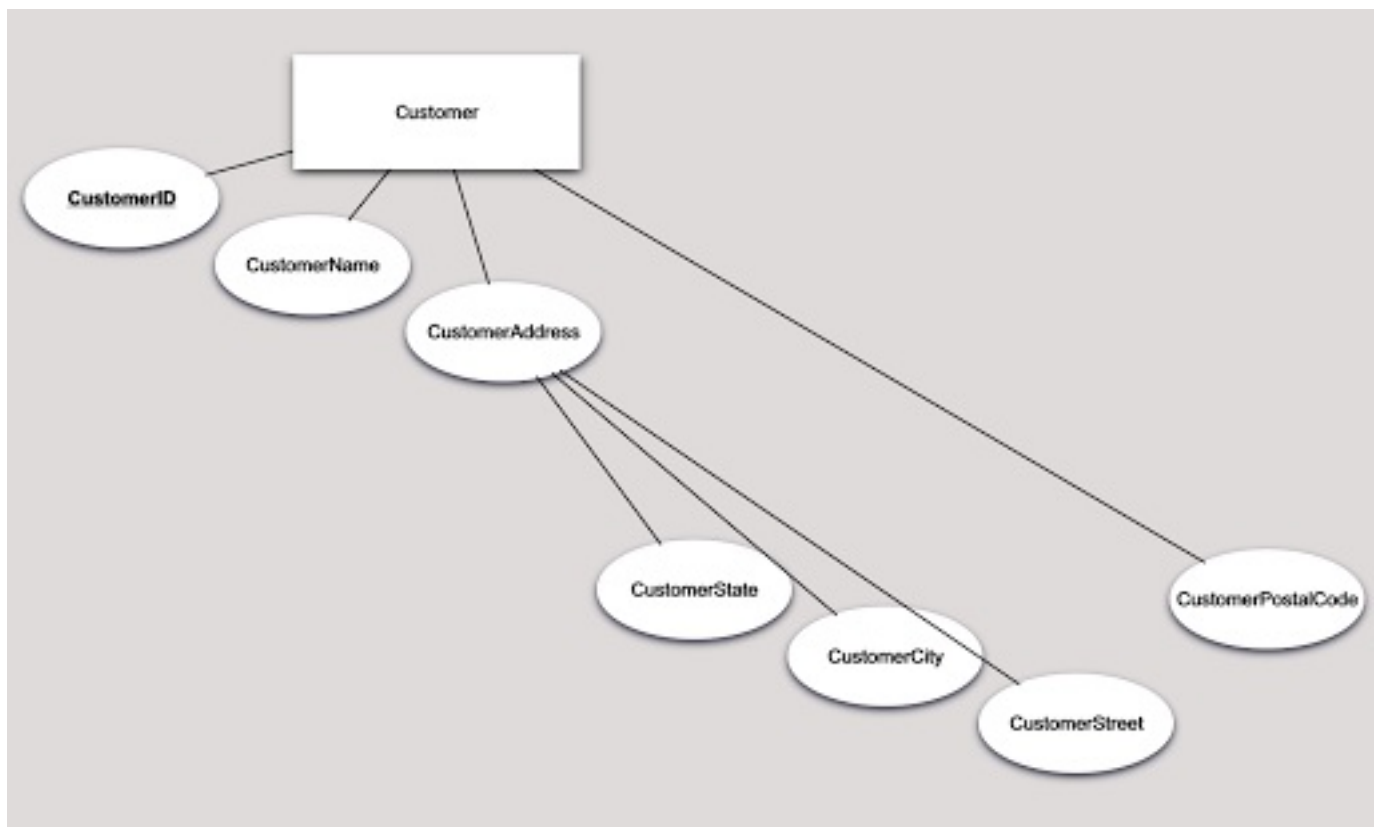 Customer
CustomerID
CustomerName
CustomerAddress
CustomerState
CustomerPostalCode
CustomerCity
CustomerStreet